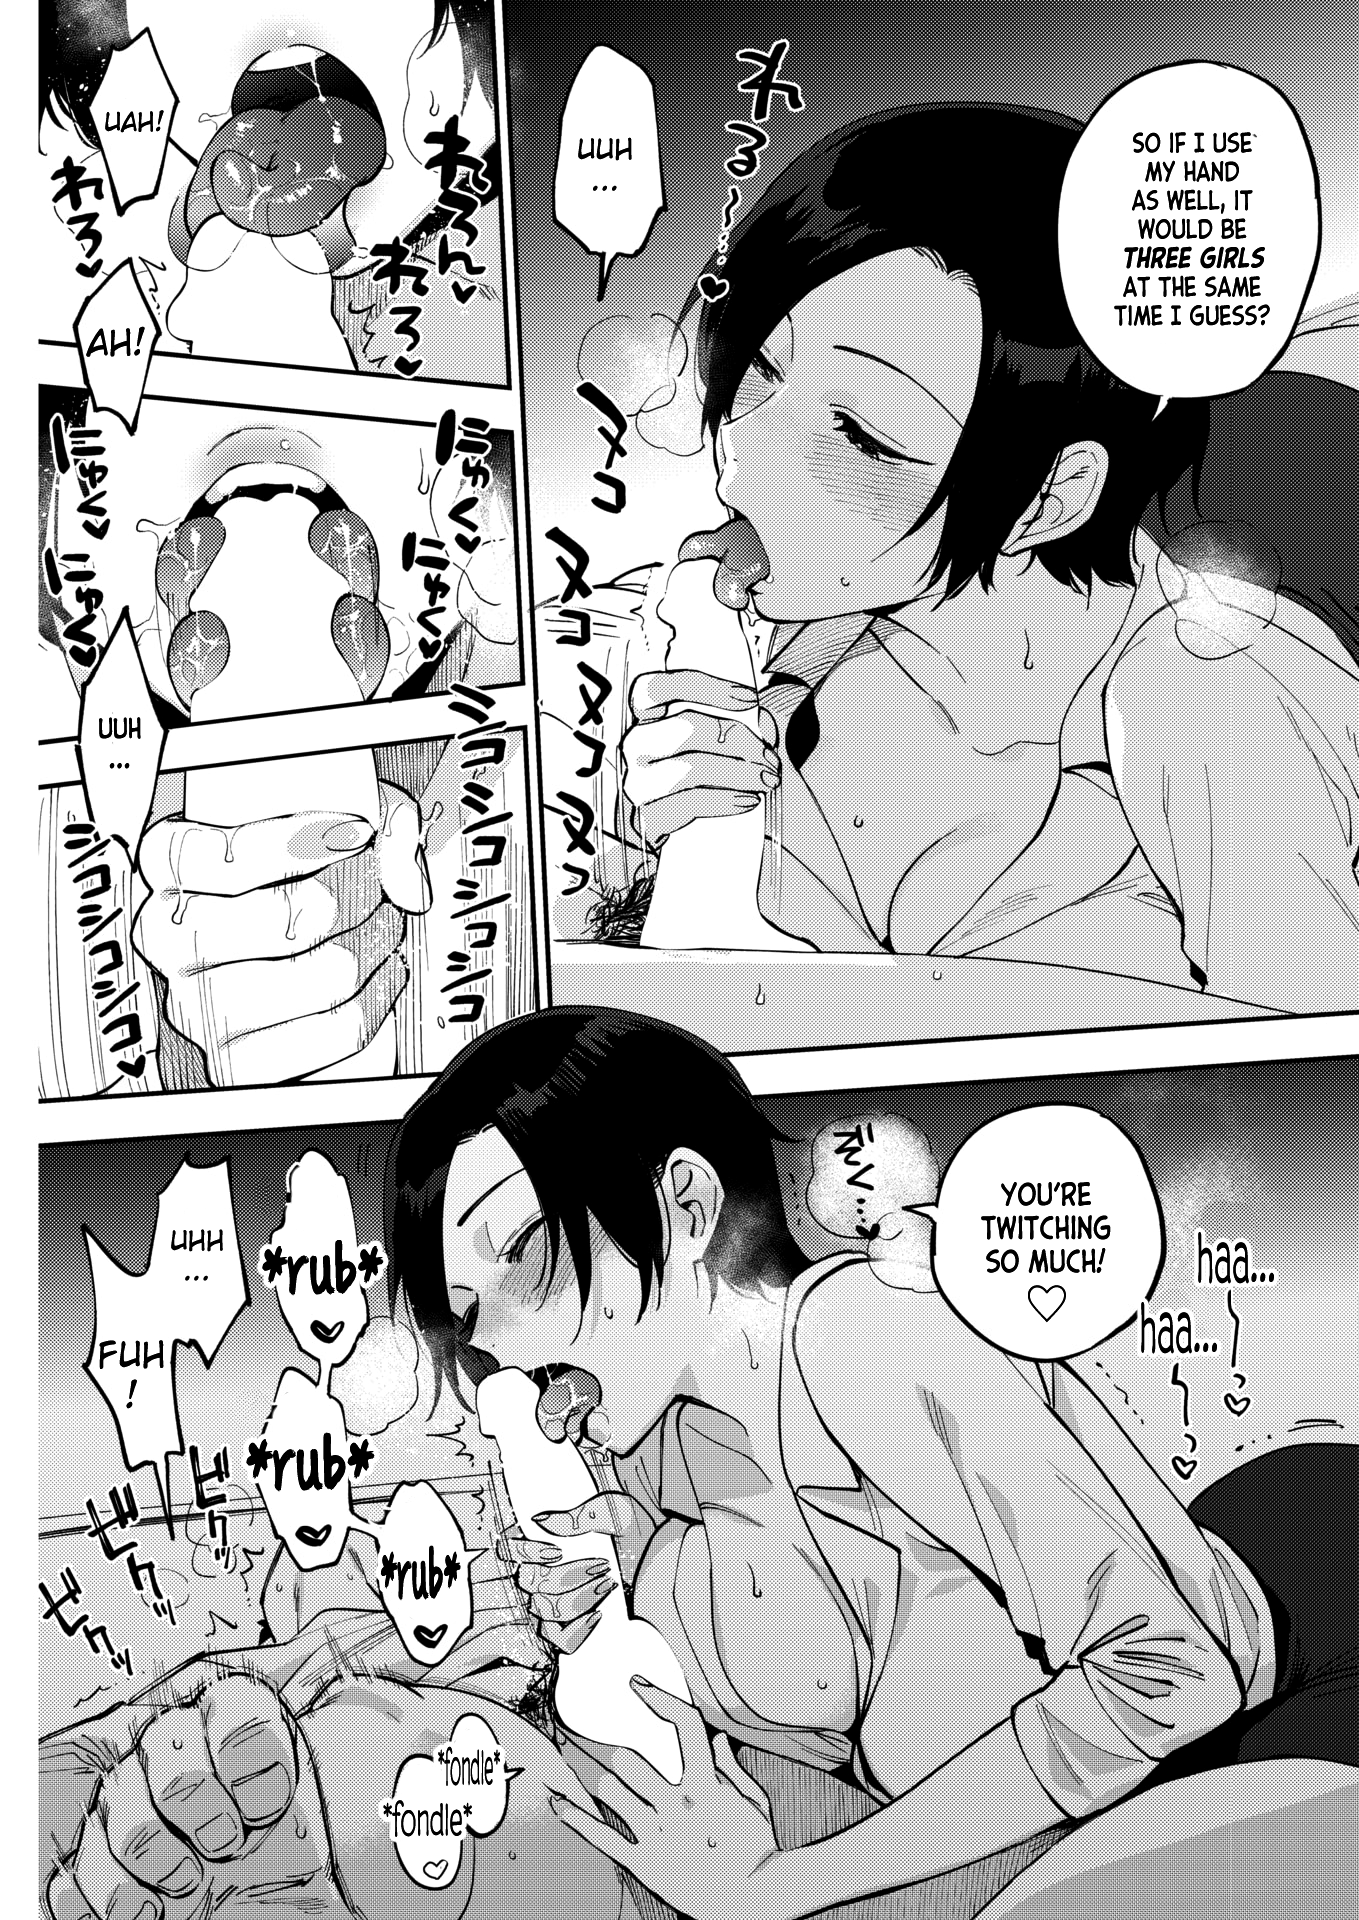 SO IF I USE
MY HAND
AS WELL, IT
WOULD BE
THREE GIRLS
AT THE SAME
TIME I GUESS?
れる~…♡
UUH
...
ヌメコ
ヌコ
ヌコ
ヌコッ
UAH!
れろん♡
れろ♡
れろ♡
AH!
にゅく♡
にゅく♡
にゅく♡
にゅく♡
UUH
...
シコシコシコシコ
シコシコシコ♡
YOU'RE
TWITCHING
SO MUCH!
♡
haa...
haa...
*rub*
♡
*rub*
♡
*rub*
♡
UHH
...
FUH
!
ビクッ
ビクッ
ビクッ
*fondle*
*fondle*
♡